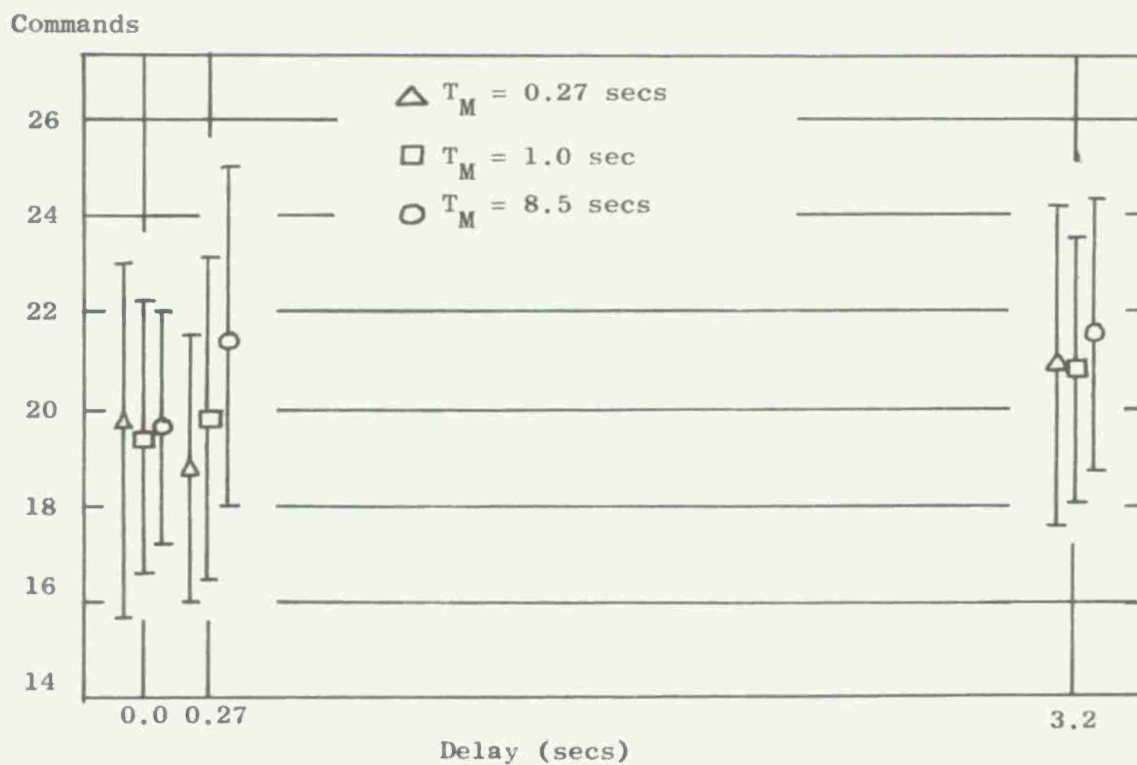 Commands
26
24
22
20
18
16
14
T_M = 0.27 secs
T_M = 1.0 sec
T_M = 8.5 secs
0.0 0.27 3.2
Delay (secs)